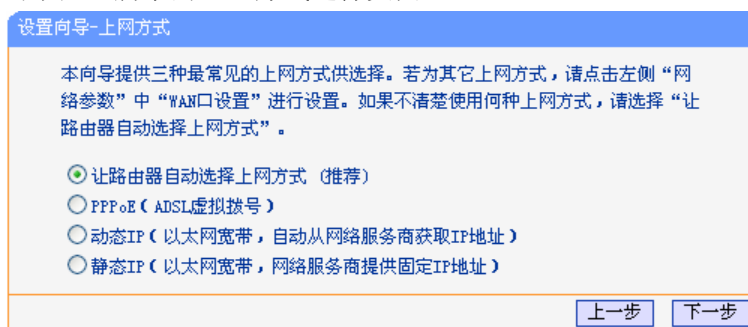 设置向导-上网方式
本向导提供三种最常见的上网方式供选择。若为其它上网方式，请点击左侧“网
络参数”中“WAN口设置”进行设置。如果不清楚使用何种上网方式，请选择“让
路由器自动选择上网方式”。
让路由器自动选择上网方式（推荐）
PPPoE（ADSL虚拟拨号）
动态IP（以太网宽带，自动从网络服务商获取IP地址）
静态IP（以太网宽带，网络服务商提供固定IP地址）
上一步 下一步